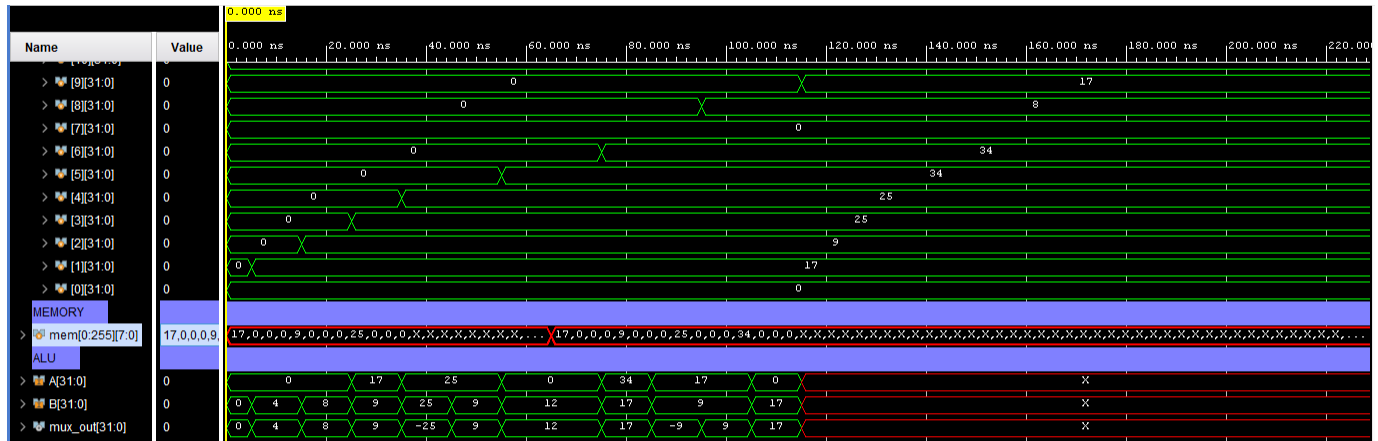 0.000 ns
Name Value 0.000 ns 20.000 ns 40.000 ns 60.000 ns 80.000 ns 100.000 ns 120.000 ns 140.000 ns 160.000 ns 180.000 ns 200.000 ns 220.00
[9][31:0] 0 0 17
[8][31:0] 0 0 8
[7][31:0] 0 0
[6][31:0] 0 0 34
[5][31:0] 0 0 34
[4][31:0] 0 0 25
[3][31:0] 0 0 25
[2][31:0] 0 0 9
[1][31:0] 0 0 17
[0][31:0] 0 0
MEMORY
mem[0:255][7:0] 17,0,0,0,9, 17,0,0,0,9,0,0,0,25,0,0,0,X,X,X,X,X,X,X,... 17,0,0,0,9,0,0,0,25,0,0,0,34,0,0,0,X,X,X,X,X,X,X,X,X,X,X,X,X,X,X,X,X,X,X,X,X,X,X,X,X,X,X,X,X,X,X,X,X,X,X,X,X,...
ALU
A[31:0] 0 0 17 25 0 34 17 0 X
B[31:0] 0 0 4 8 9 25 9 12 17 9 17 X
mux_out[31:0] 0 0 4 8 9 -25 9 12 17 -9 9 17 X